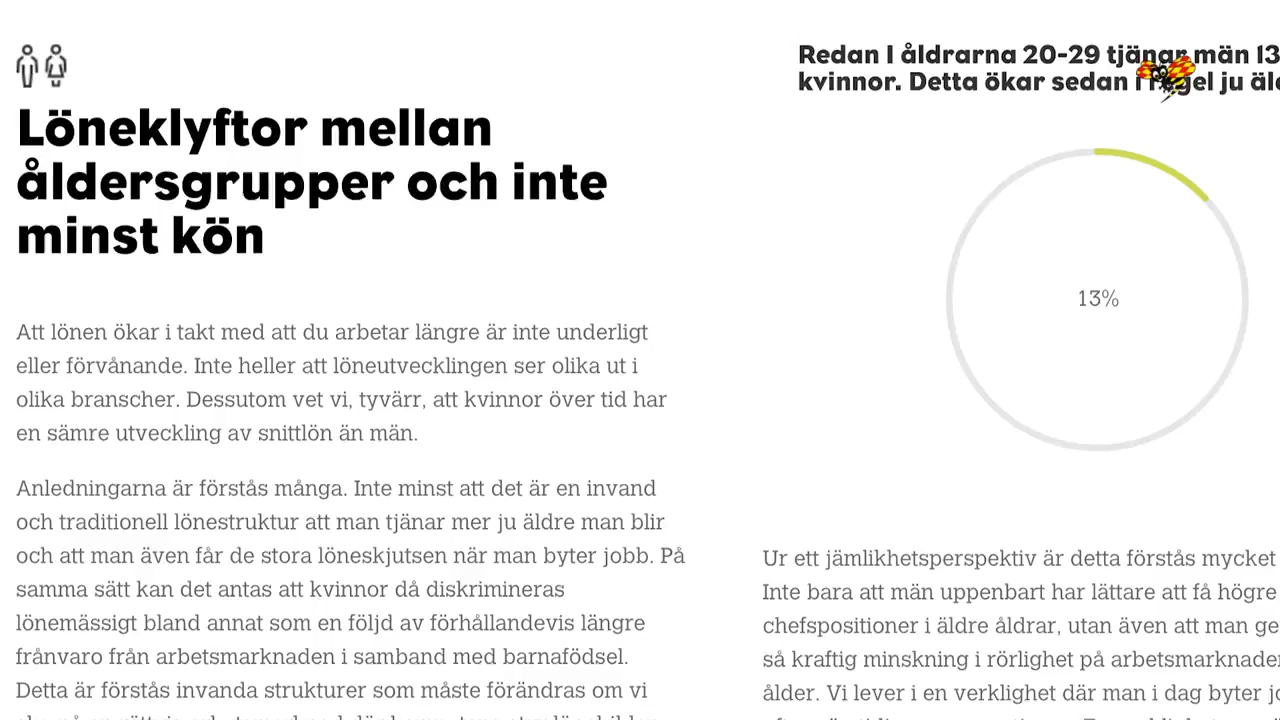 Löneklyftor mellan
åldersgrupper och inte
minst kön
Att lönen ökar i takt med att du arbetar längre är inte underligt
eller förvånande. Inte heller att löneutvecklingen ser olika ut i
olika branscher. Dessutom vet vi, tyvärr, att kvinnor över tid har
en sämre utveckling av snittlön än män.
Anledningarna är förstås många. Inte minst att det är en invand
och traditionell lönestruktur att man tjänar mer ju äldre man blir
och att man även får de stora löneskjutsen när man byter jobb. På
samma sätt kan det antas att kvinnor då diskrimineras
lönemässigt bland annat som en följd av förhållandevis längre
frånvaro från arbetsmarknaden i samband med barnafödsel.
Detta är förstås invanda strukturer som måste förändras om vi
Redan I åldrarna 20-29 tjänar män 13
kvinnor. Detta ökar sedan i regel ju
13%
Ur ett jämlikhetsperspektiv är detta förstås mycket
Inte bara att män uppenbart har lättare att få högre
chefspositioner i äldre åldrar, utan även att man
så kraftig minskning i rörlighet på
ålder. Vi lever i en verklighet där man i dag byter